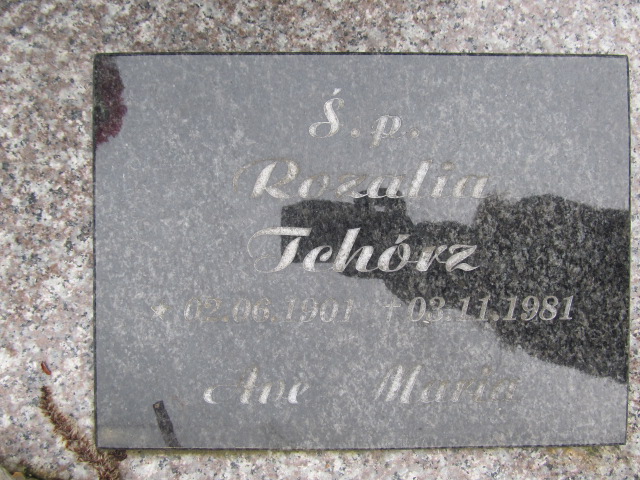 Ś.p.
Rozalia
Tchórz
* 02.06.1901 † 03.11.1981
Ave Maria